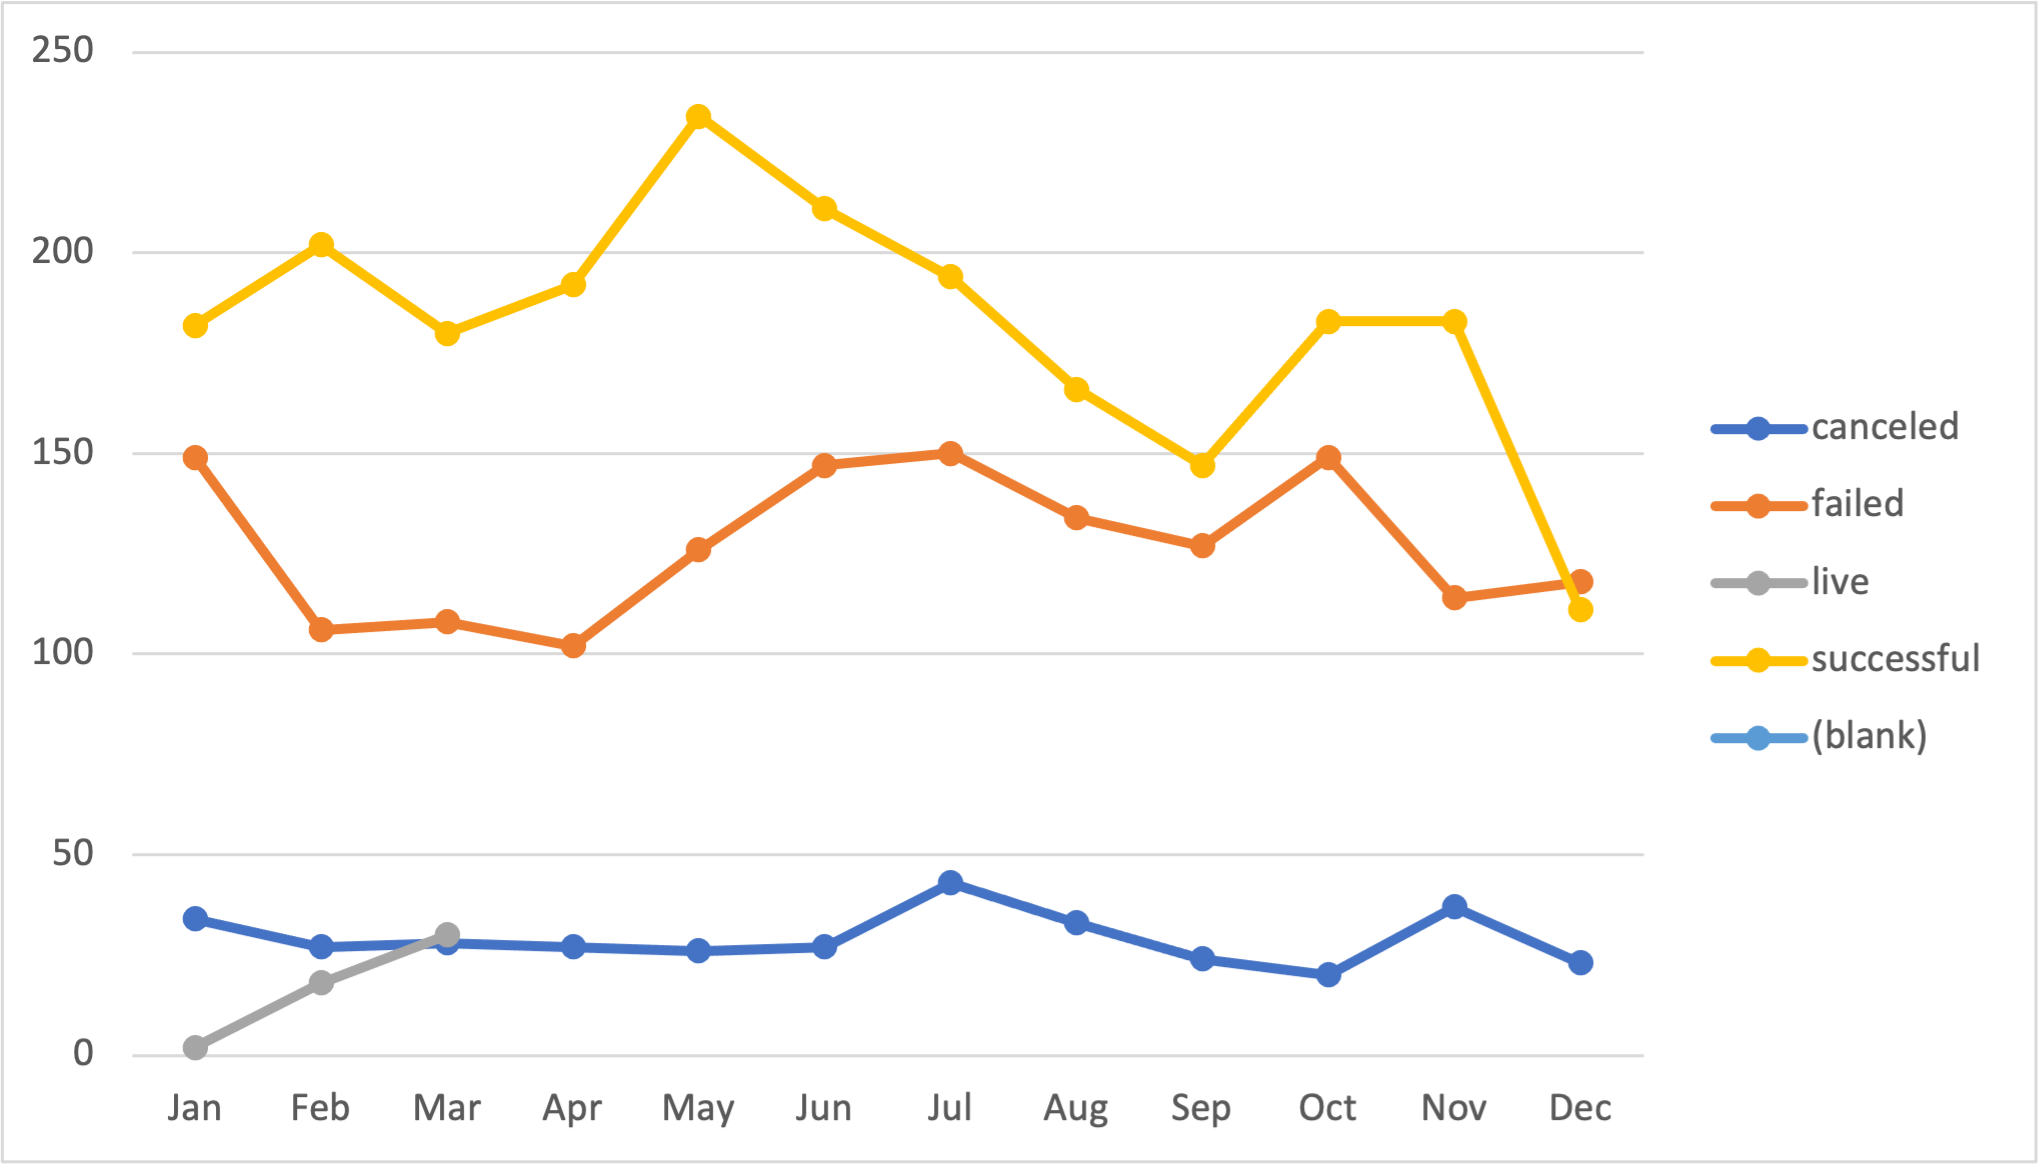 250
200
150
100
50
0
Jan Feb Mar Apr May Jun Jul Aug Sep Oct Nov Dec
canceled
failed
live
successful
(blank)